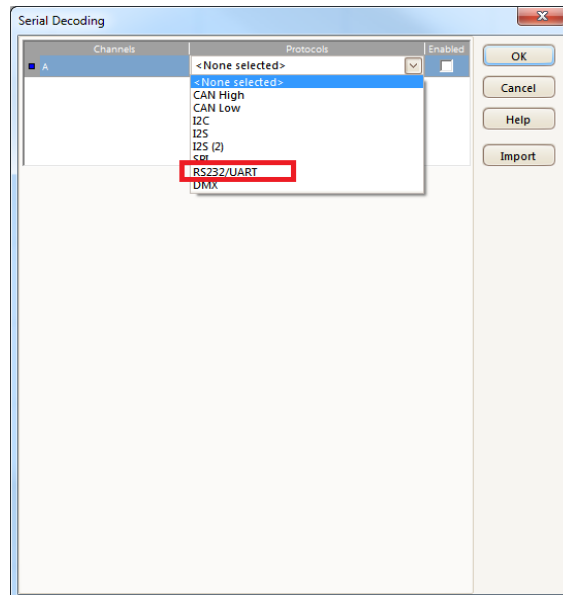 Serial Decoding
Channels Protocols Enabled
A <None selected>
<None selected>
CAN High
CAN Low
I2C
I2S
I2S (2)
SPI
RS232/UART
DMX
OK
Cancel
Help
Import